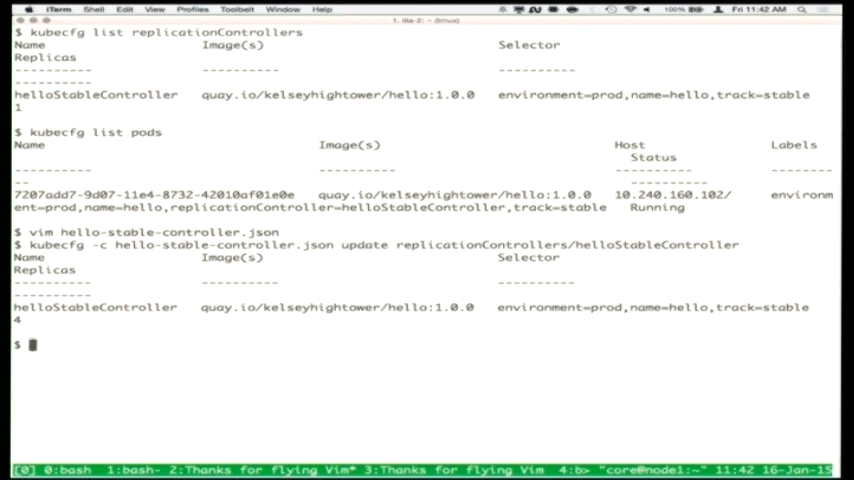 iTerm Shell Edit View Profiles Toolbelt Window Help 100% Fri 11:42 AM
$ kubecfg list replicationControllers
Name Image(s) Selector
Replicas
---------- ---------- ----------
----------
helloStableController quay.io/kelseyhightower/hello:1.0.0 environment=prod,name=hello,track=stable
1
$ kubecfg list pods
Name Image(s) Host Labels
Status
---------- ---------- ---------- --------
-- ----------
7207add7-9d07-11e4-8732-42010af01e0e quay.io/kelseyhightower/hello:1.0.0 10.240.160.102/ environm
ent=prod,name=hello,replicationController=helloStableController,track=stable Running
$ vim hello-stable-controller.json
$ kubecfg -c hello-stable-controller.json update replicationControllers/helloStableController
Name Image(s) Selector
Replicas
---------- ---------- ----------
----------
helloStableController quay.io/kelseyhightower/hello:1.0.0 environment=prod,name=hello,track=stable
4
$
[0] 0:bash 1:bash- 2:Thanks for flying Vim* 3:Thanks for flying Vim 4:b> "core@node1:~" 11:42 16-Jan-15